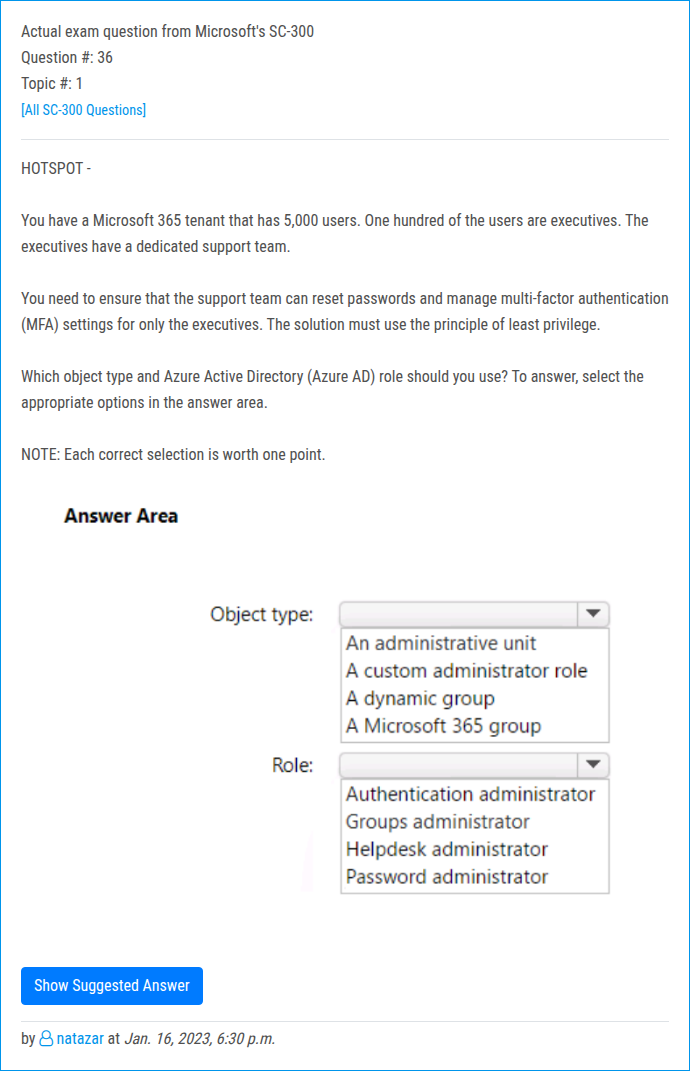 Actual exam question from Microsoft's SC-300
Question #: 36
Topic #: 1
[All SC-300 Questions]
HOTSPOT -
You have a Microsoft 365 tenant that has 5,000 users. One hundred of the users are executives. The
executives have a dedicated support team.
You need to ensure that the support team can reset passwords and manage multi-factor authentication
(MFA) settings for only the executives. The solution must use the principle of least privilege.
Which object type and Azure Active Directory (Azure AD) role should you use? To answer, select the
appropriate options in the answer area.
NOTE: Each correct selection is worth one point.
Answer Area
Object type:
An administrative unit
A custom administrator role
A dynamic group
A Microsoft 365 group
Role:
Authentication administrator
Groups administrator
Helpdesk administrator
Password administrator
Show Suggested Answer
by natazar at Jan. 16, 2023, 6:30 p.m.